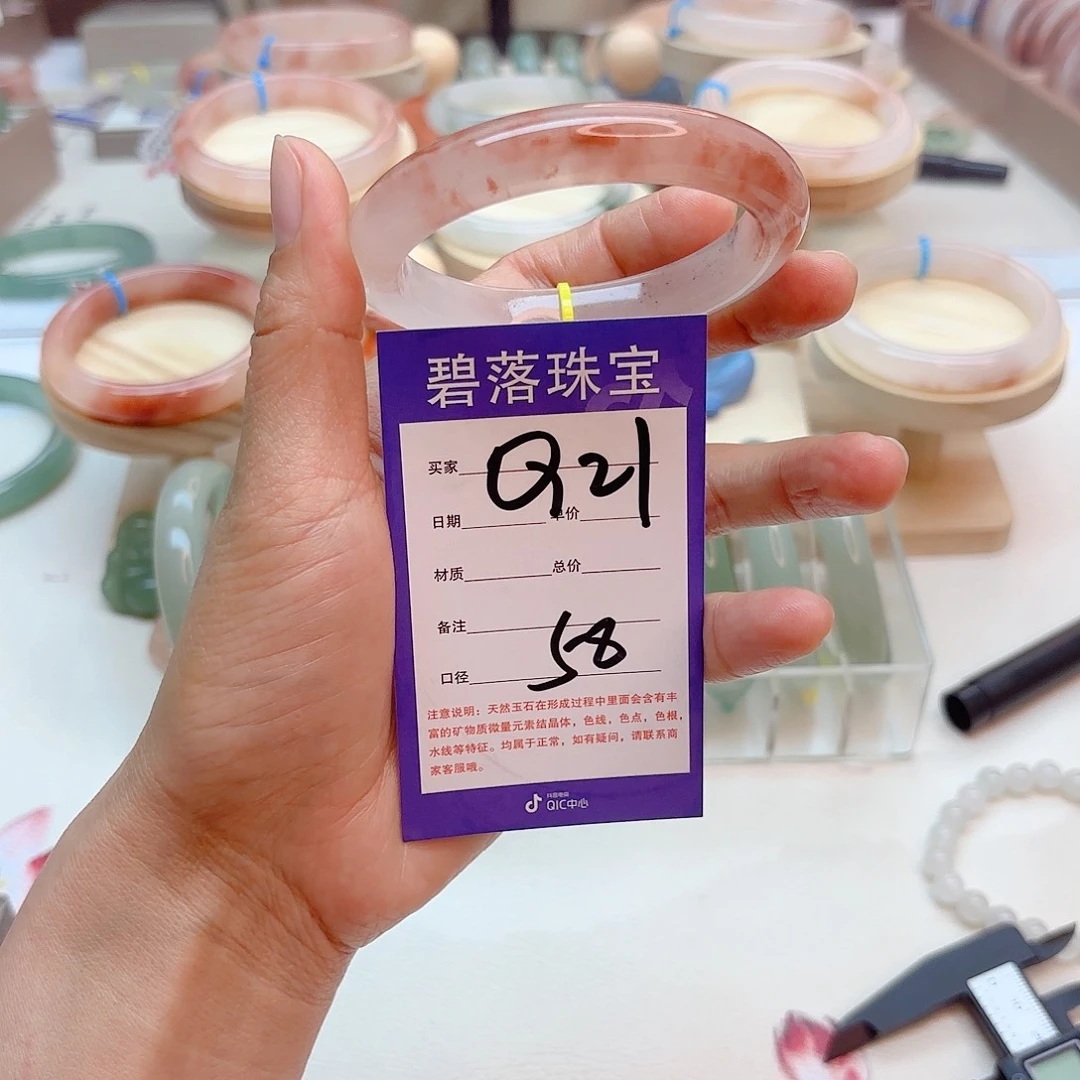 碧落珠宝
买家 Q21
日期 单价
材质 总价
备注
口径 58
注意说明：天然玉石在形成过程中里面会含有丰
富的矿物质微量元素结晶体，色线，色点，色根，
水线等特征。均属于正常，如有疑问，请联系商
家客服哦。
抖音电商
QIC中心